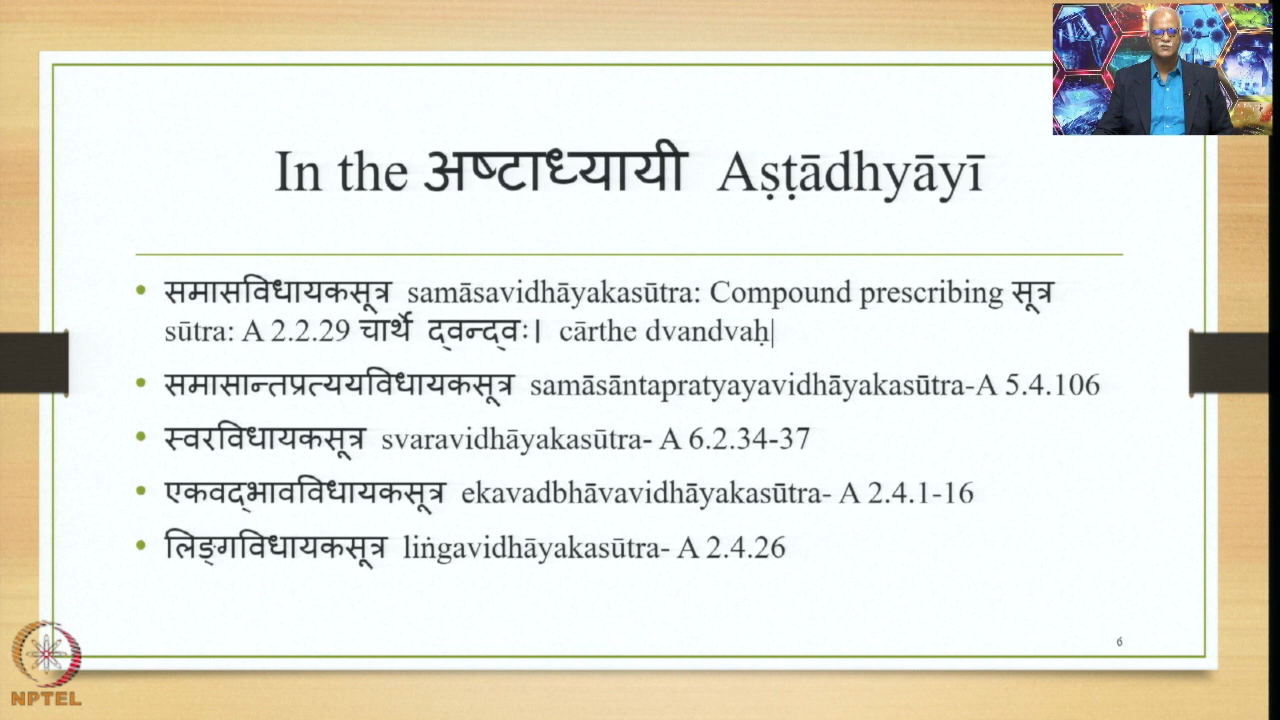 In the अष्टाध्यायी Aṣṭādhyāyī
• समासविधायकसूत्र samāsavidhāyakasūtra: Compound prescribing सूत्र
sūtra: A 2.2.29 चार्थे द्वन्द्वः। cārthe dvandvaḥ|
• समासान्तप्रत्ययविधायकसूत्र samāsāntapratyayavidhāyakasūtra-A 5.4.106
• स्वरविधायकसूत्र svaravidhāyakasūtra- A 6.2.34-37
• एकवद्भावविधायकसूत्र ekavadbhāvavidhāyakasūtra- A 2.4.1-16
• लिङ्गविधायकसूत्र liṅgavidhāyakasūtra- A 2.4.26
6
NPTEL